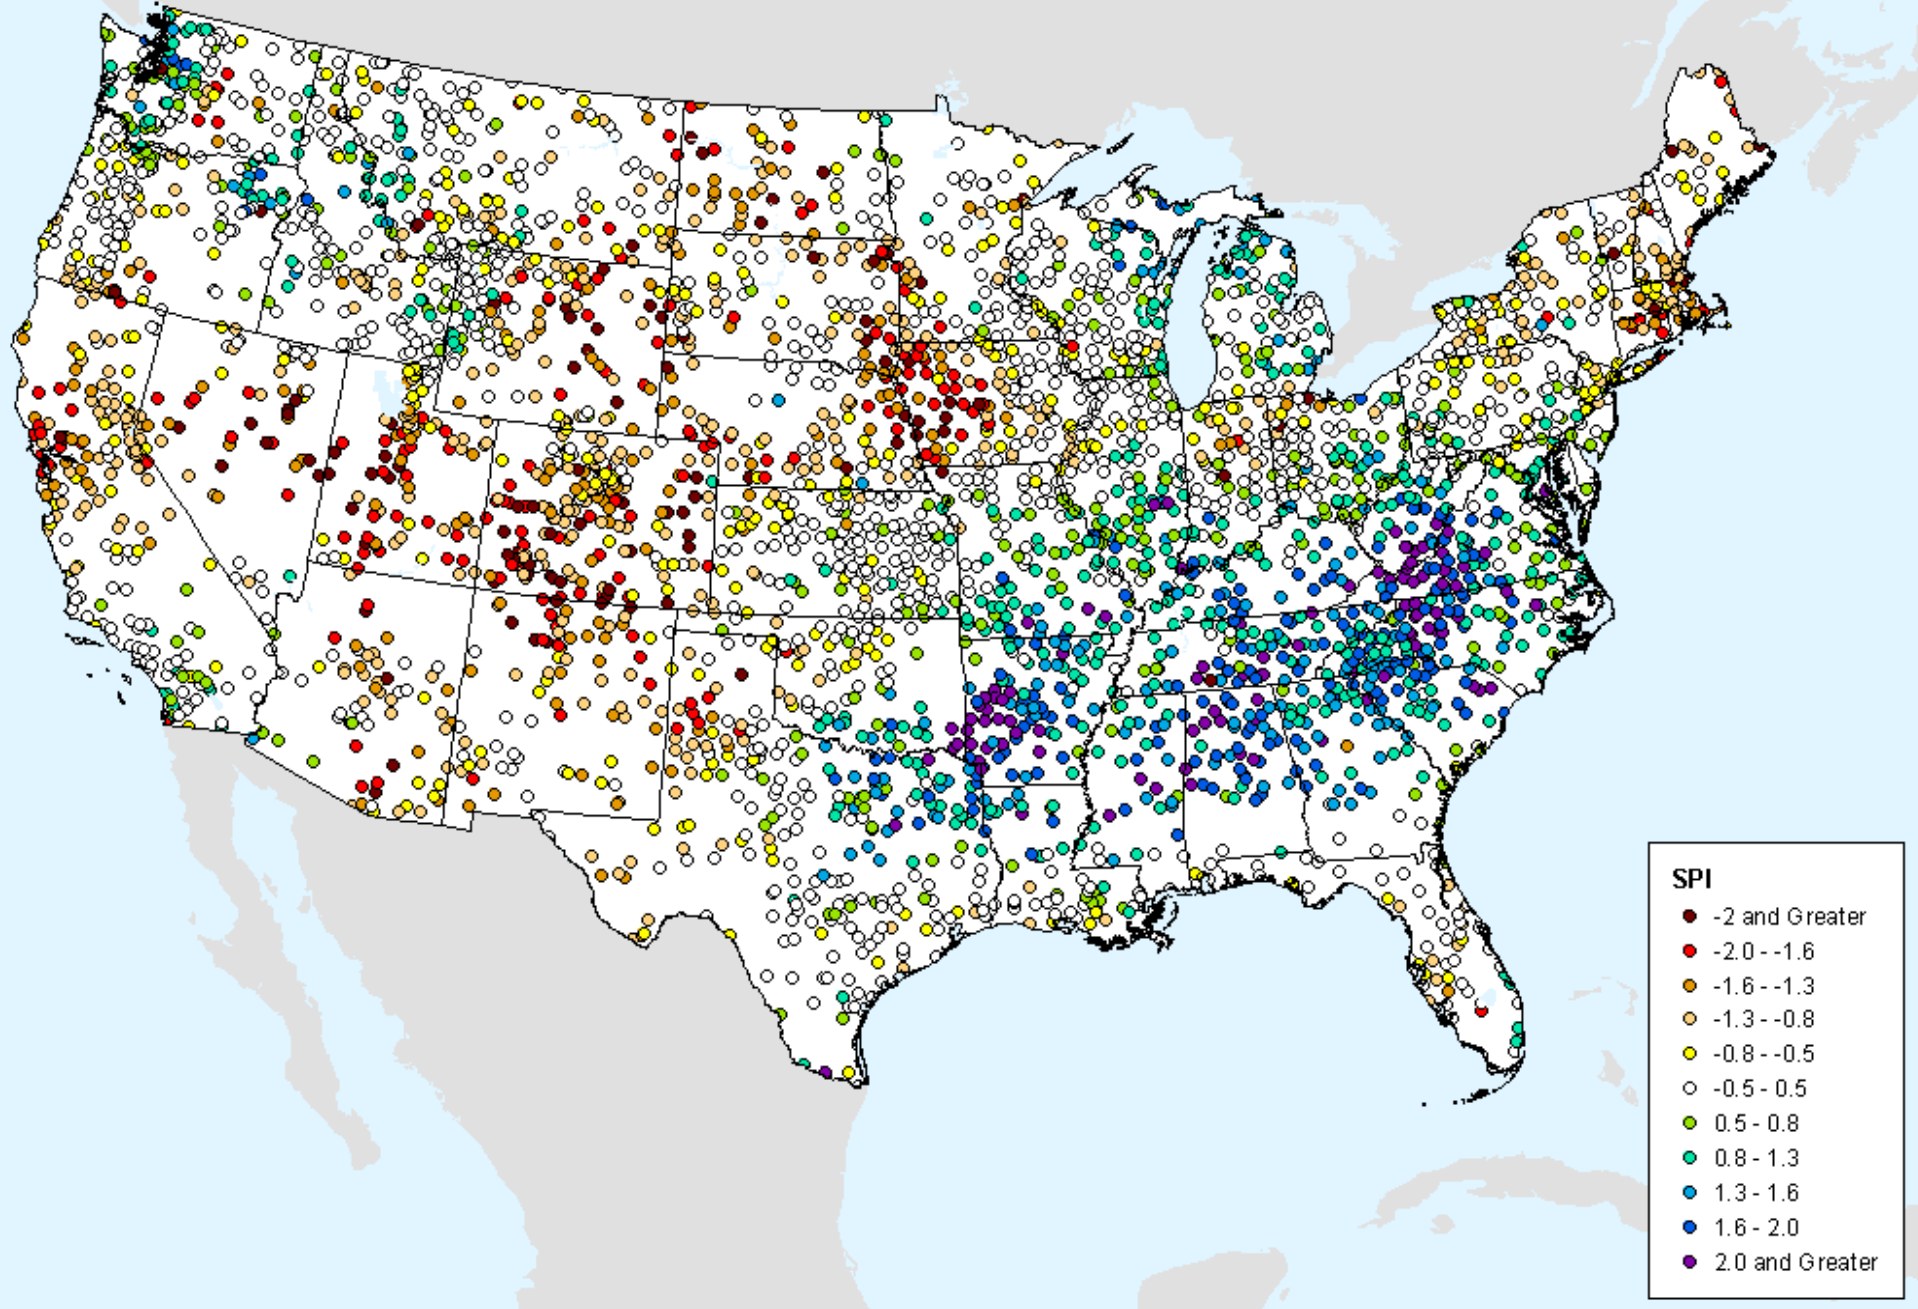 SPI
-2 and Greater
-2.0 - -1.6
-1.6 - -1.3
-1.3 - -0.8
-0.8 - -0.5
-0.5 - 0.5
0.5 - 0.8
0.8 - 1.3
1.3 - 1.6
1.6 - 2.0
2.0 and Greater